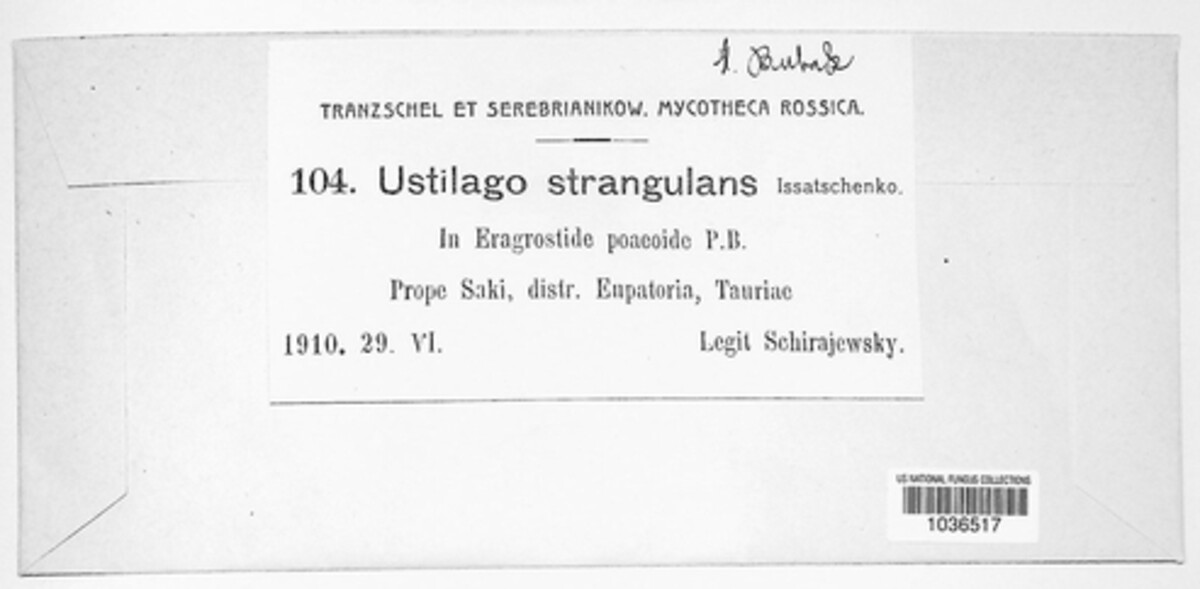 F. Bubák
TRANZSCHEL ET SEREBRIANIKOW. MYCOTHECA ROSSICA.
104. Ustilago strangulans Issatschenko.
In Eragrostide poaeoide P.B.
Prope Saki, distr. Eupatoria, Tauriae
1910. 29. VI. Legit Schirajewsky.
US NATIONAL FUNGUS COLLECTIONS
1036517